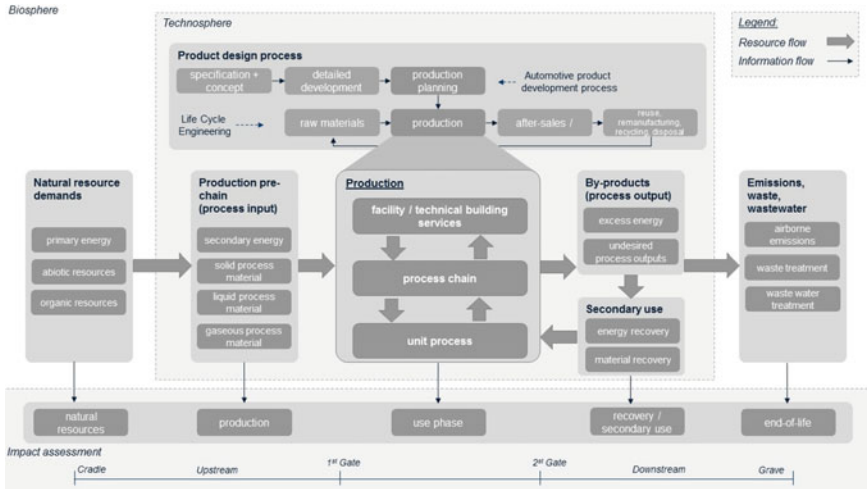 Biosphere
Technosphere
Legend:
Resource flow
Information flow
Product design process
specification +
concept
detailed
development
production
planning
Automotive product
development process
Life Cycle
Engineering
raw materials
production
after-sales /
reuse,
remanufacturing,
recycling, disposal
Natural resource
demands
primary energy
abiotic resources
organic resources
Production pre-
chain
(process input)
secondary energy
solid process
material
liquid process
material
gaseous process
material
Production
facility / technical building
services
process chain
unit process
By-products
(process output)
excess energy
undesired
process outputs
Secondary use
energy recovery
material recovery
Emissions,
waste,
wastewater
airborne
emissions
waste treatment
waste water
treatment
natural
resources
production
use phase
recovery /
secondary use
end-of-life
Impact assessment
Cradle
Upstream
1st Gate
2st Gate
Downstream
Grave